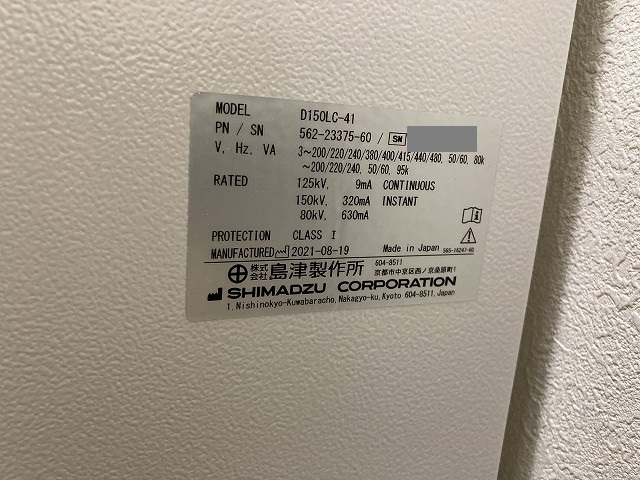 MODEL D150LC-41
PN / SN 562-23375-60 / SN
V, Hz, VA 3~200/220/240/380/400/415/440/480, 50/60, 80k
~200/220/240, 50/60, 95k
RATED 125kV, 9mA CONTINUOUS
150kV, 320mA INSTANT
80kV, 630mA
PROTECTION CLASS I
MANUFACTURED 2021-08-19 Made in Japan 565-16247-60
株式会社 島津製作所 604-8511
京都市中京区西ノ京桑原町1
SHIMADZU CORPORATION
1, Nishinokyo-Kuwabaracho, Nakagyo-ku, Kyoto 604-8511, Japan